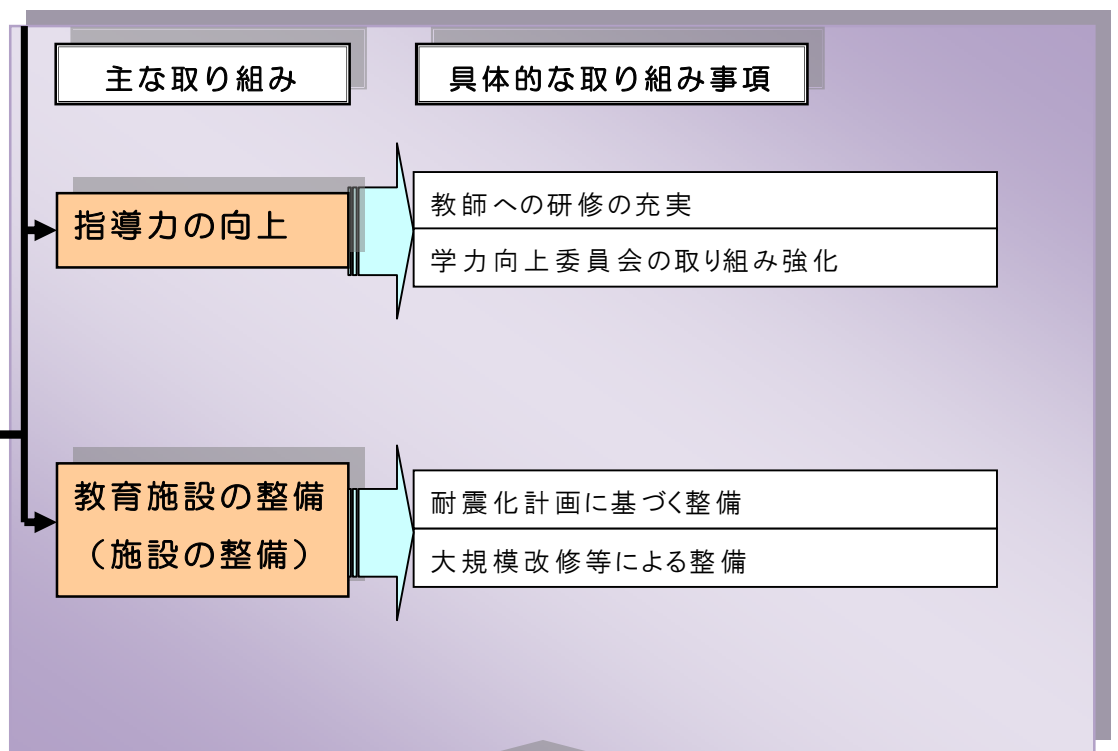 主な取り組み
具体的な取り組み事項
指導力の向上
教師への研修の充実
学力向上委員会の取り組み強化
教育施設の整備
（施設の整備）
耐震化計画に基づく整備
大規模改修等による整備